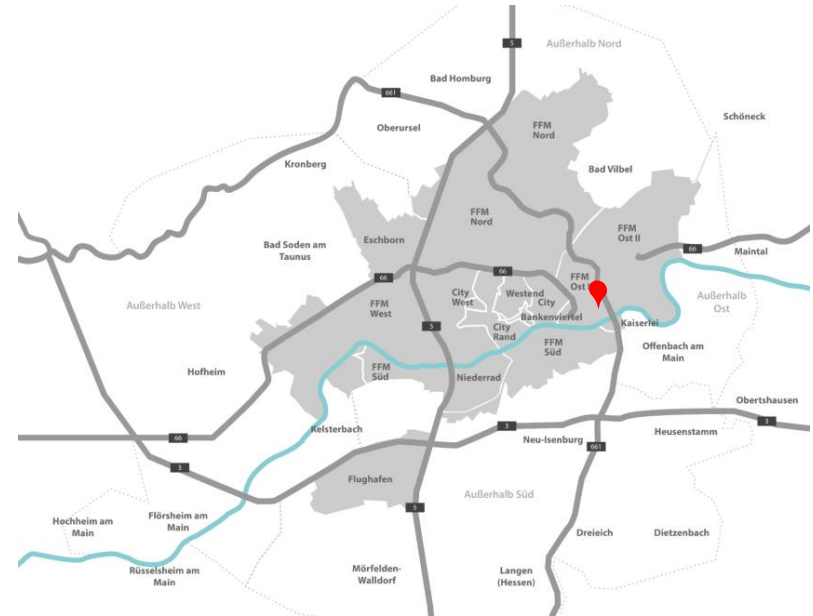 5
Außerhalb Nord
Bad Homburg
661
Schöneck
Oberursel
FFM
Nord
Kronberg
Bad Vilbel
FFM
Nord
FFM
Ost II
Eschborn
66
Maintal
Bad Soden am
Taunus
66
66
FFM
Ost
City
West
Westend
City
Außerhalb
Ost
Außerhalb West
FFM
West
Bankenviertel
Kaiserlei
5
City
Rand
FFM
Süd
Offenbach am
Main
Hofheim
FFM
Süd
Niederrad
Obertshausen
3
Kelsterbach
3
Neu-Isenburg
Heusenstamm
66
661
3
Flughafen
Außerhalb Süd
5
Hochheim am
Main
Flörsheim am
Main
Dreieich
Dietzenbach
Rüsselsheim am
Main
Mörfelden-
Walldorf
Langen
(Hessen)